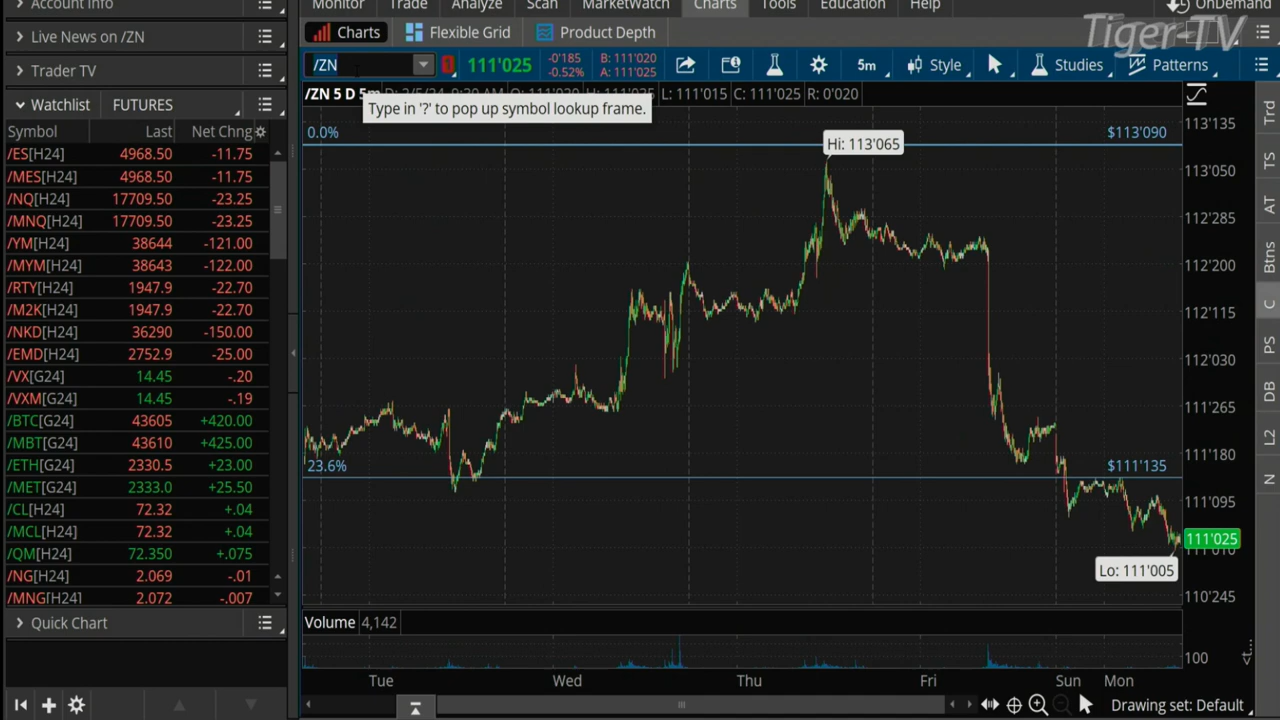 Account Info
Monitor Trade Analyze Scan MarketWatch Charts Tools Education Help OnDemand
Tiger-TV
Live News on /ZN
Charts Flexible Grid Product Depth
Trader TV
/ZN 111'025 -0'185 -0.52% B: 111'020 A: 111'025 5m Style Studies Patterns
/ZN 5 D 5m D: 2/5/24, 9:30 AM O: 111'020 H: 111'025 L: 111'015 C: 111'025 R: 0'020
Type in '?' to pop up symbol lookup frame.
Watchlist FUTURES
Symbol Last Net Chng
/ES[H24] 4968.50 -11.75
/MES[H24] 4968.50 -11.75
/NQ[H24] 17709.50 -23.25
/MNQ[H24] 17709.50 -23.25
/YM[H24] 38644 -121.00
/MYM[H24] 38643 -122.00
/RTY[H24] 1947.9 -22.70
/M2K[H24] 1947.9 -22.70
/NKD[H24] 36290 -150.00
/EMD[H24] 2752.9 -25.00
/VX[G24] 14.45 -.20
/VXM[G24] 14.45 -.19
/BTC[G24] 43605 +420.00
/MBT[G24] 43610 +425.00
/ETH[G24] 2330.5 +23.00
/MET[G24] 2333.0 +25.50
/CL[H24] 72.32 +.04
/MCL[H24] 72.32 +.04
/QM[H24] 72.350 +.075
/NG[H24] 2.069 -.01
/MNG[H24] 2.072 -.007
Quick Chart
0.0% $113'090
Hi: 113'065
23.6% $111'135
Lo: 111'005
113'135
113'050
112'285
112'200
112'115
112'030
111'265
111'180
111'095
111'025
111'010
110'245
Volume 4,142
100
Tue Wed Thu Fri Sun Mon
Drawing set: Default
Trd
TS
AT
Btns
C
PS
DB
L2
N